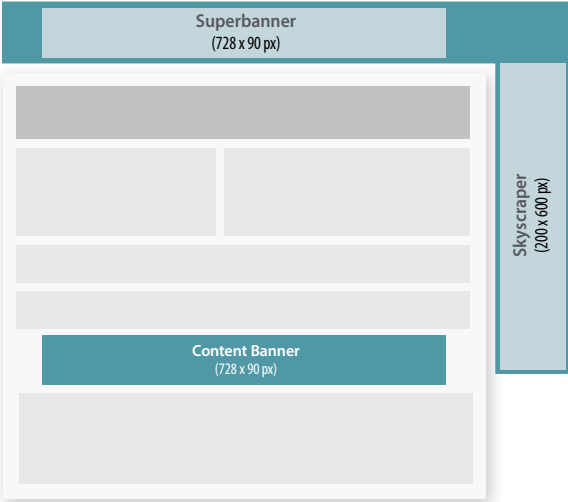 Superbanner
(728 x 90 px)
Skyscraper
(200 x 600 px)
Content Banner
(728 x 90 px)